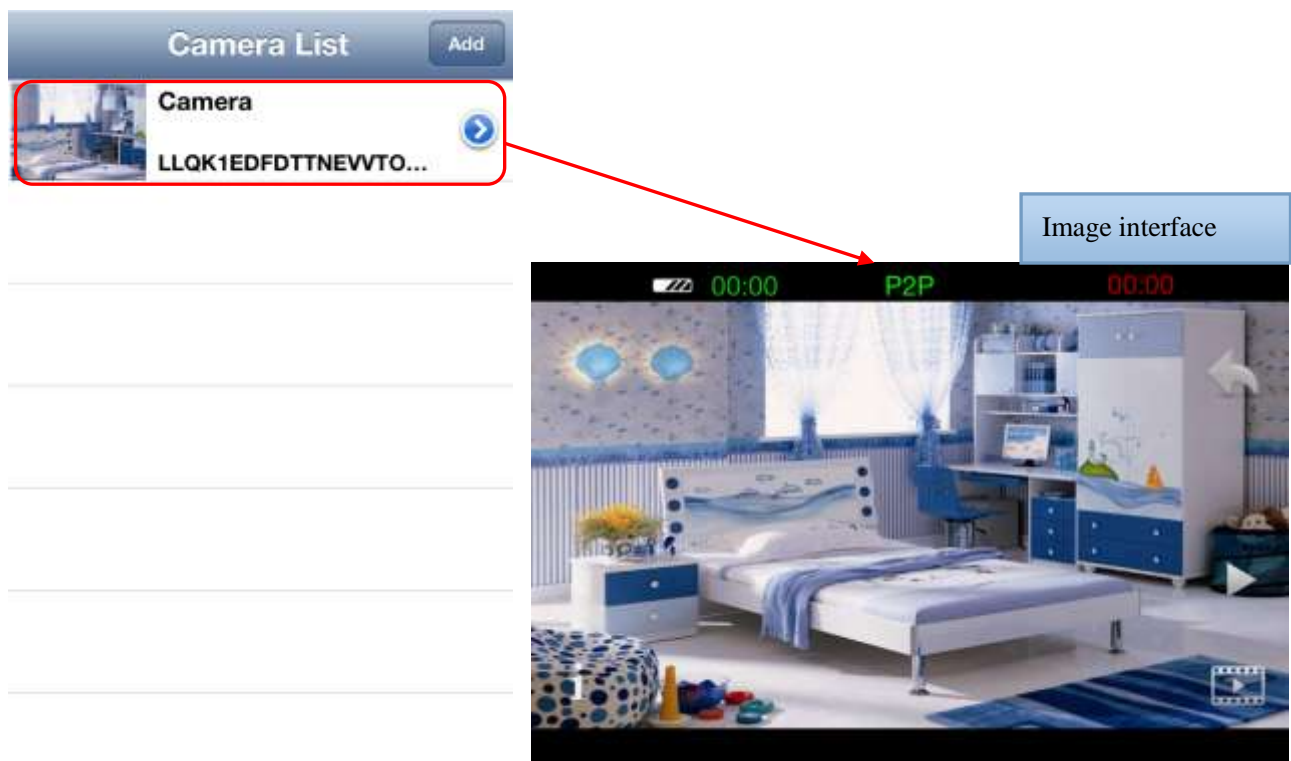 Camera List
Add
Camera
LLQK1EDFDTTNEVVTO...
Image interface
00:00
P2P
00:00